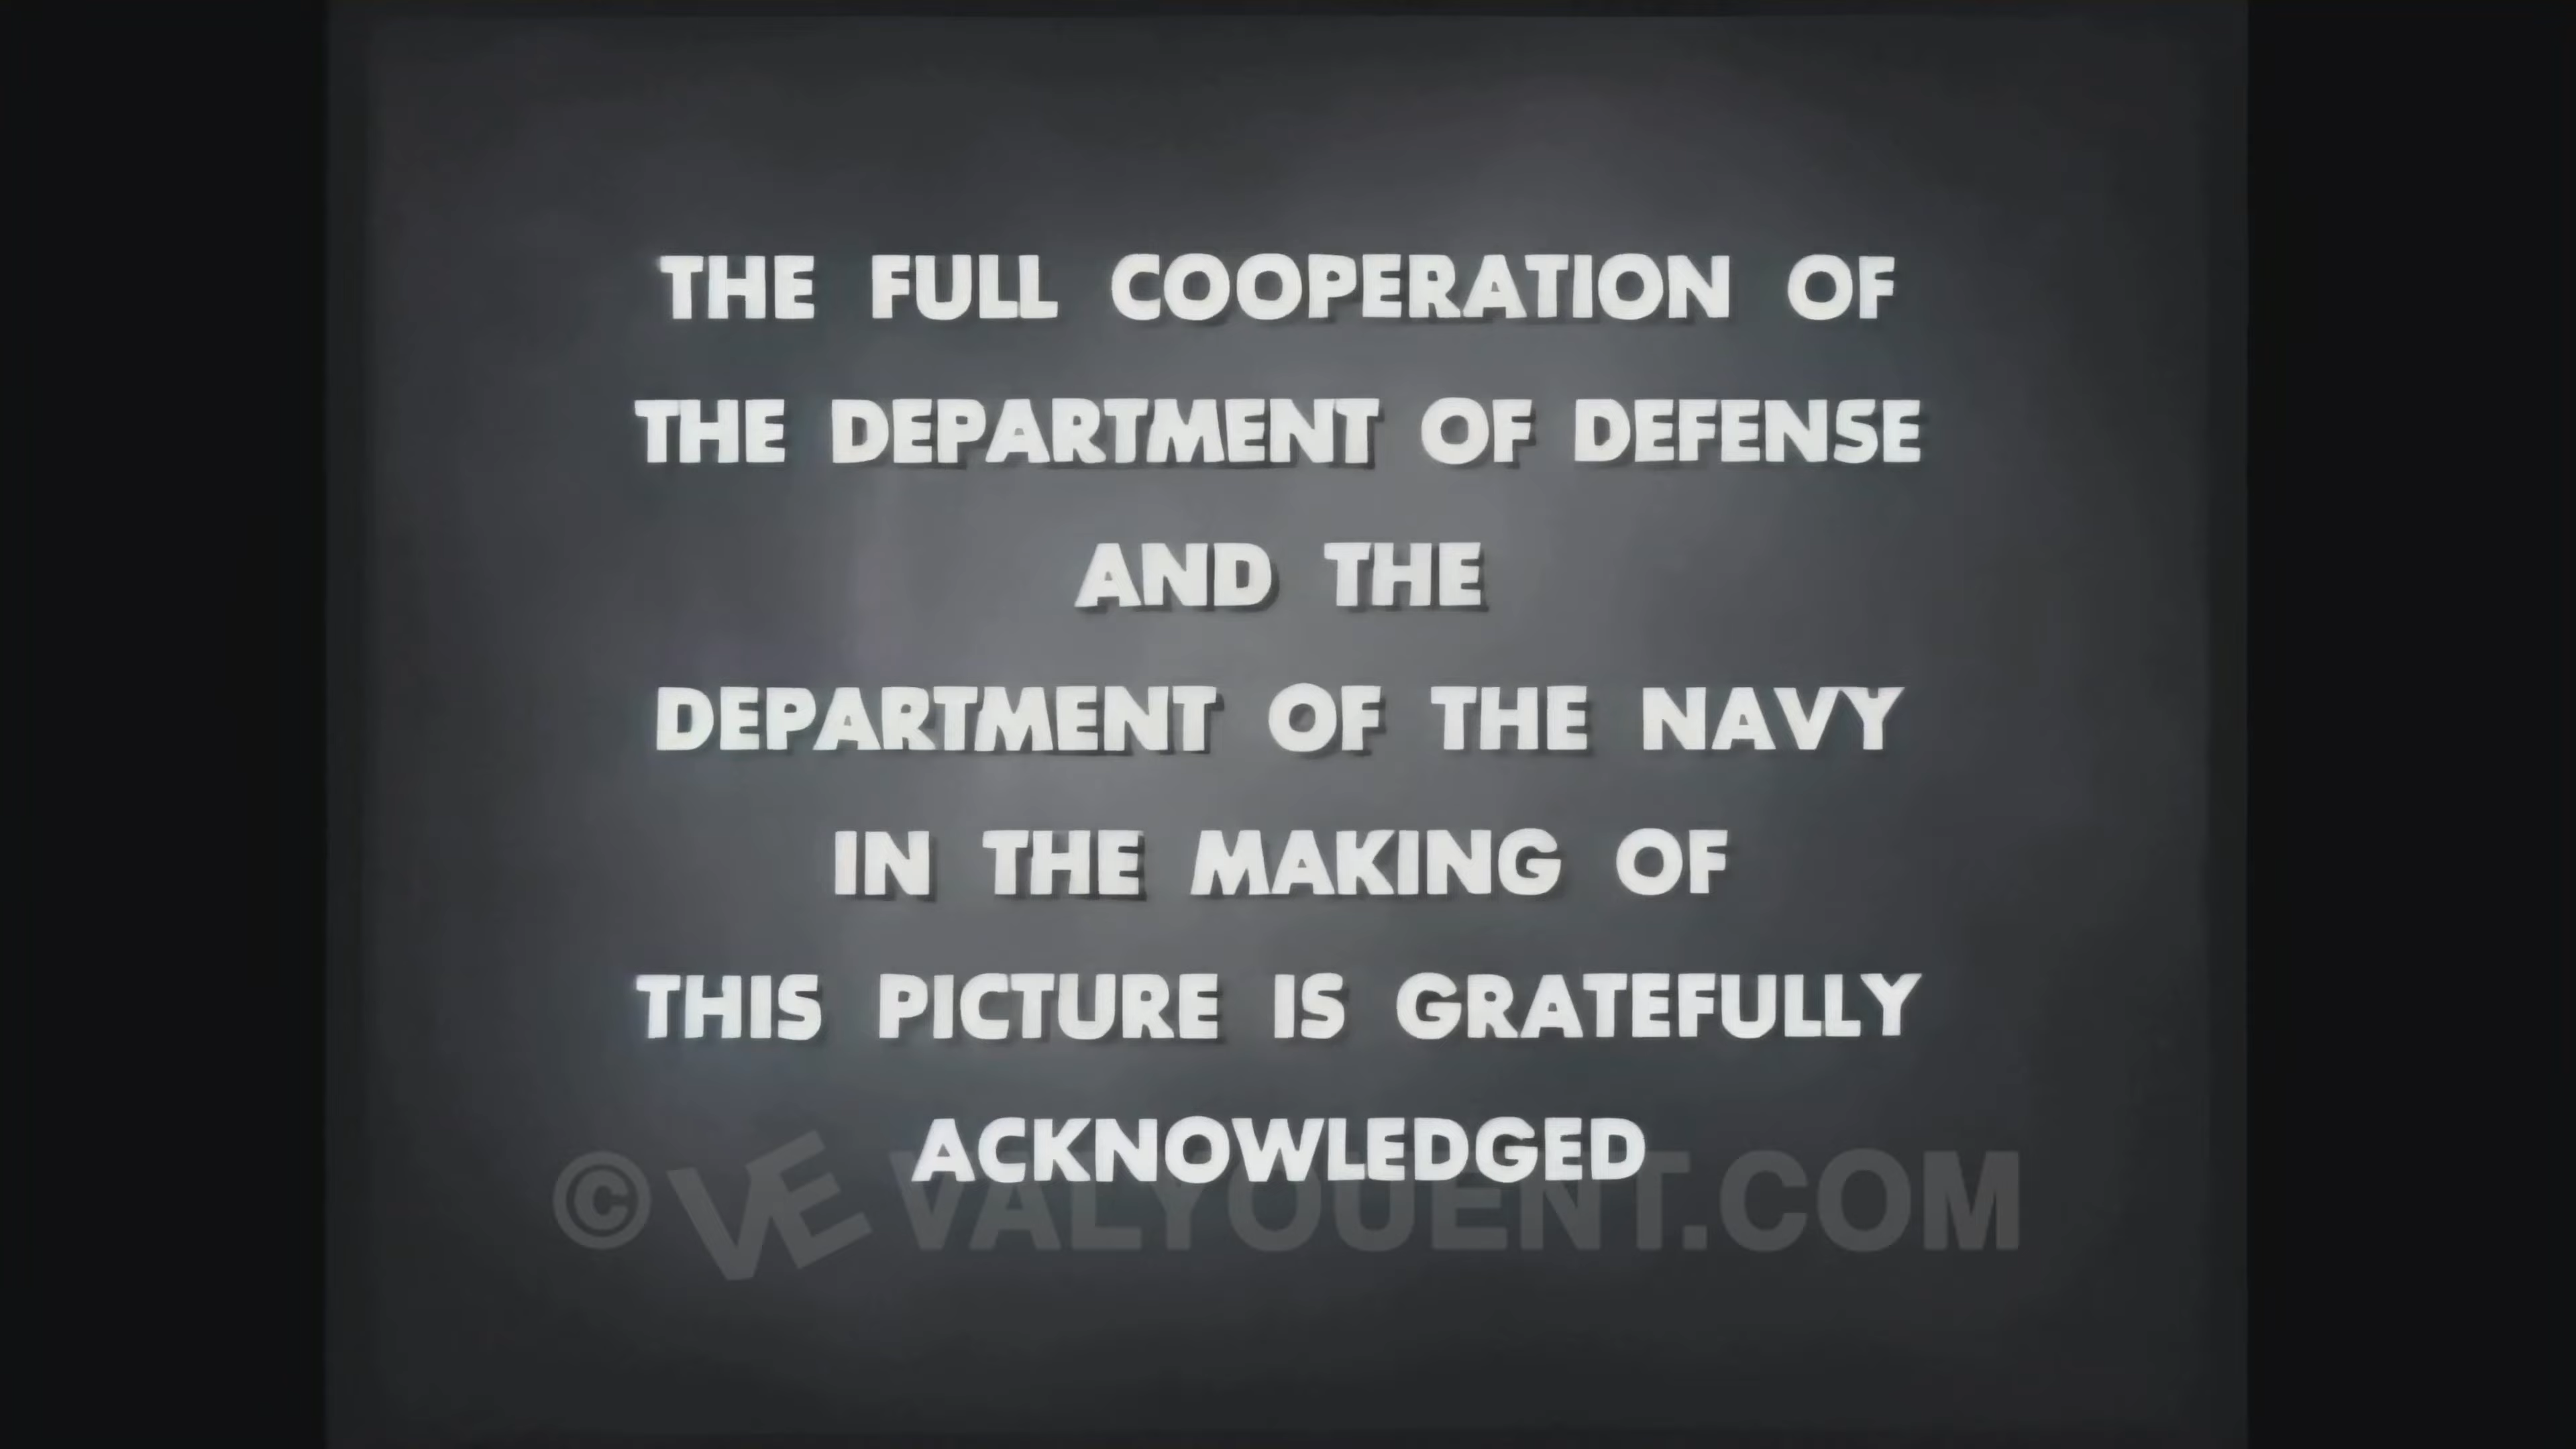 THE FULL COOPERATION OF
THE DEPARTMENT OF DEFENSE
AND THE
DEPARTMENT OF THE NAVY
IN THE MAKING OF
THIS PICTURE IS GRATEFULLY
ACKNOWLEDGED
© VE VALYOUENT.COM